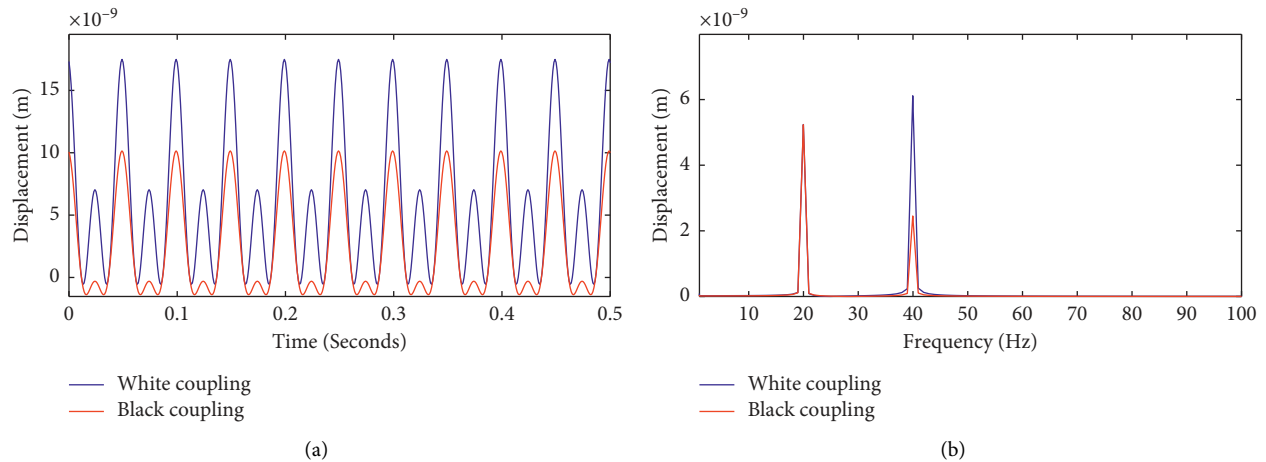 ×10⁻⁹
Displacement (m)
15
10
5
0
0
0.1
0.2
0.3
0.4
0.5
Time (Seconds)
White coupling
Black coupling
(a)
×10⁻⁹
Displacement (m)
6
4
2
0
10
20
30
40
50
60
70
80
90
100
Frequency (Hz)
White coupling
Black coupling
(b)